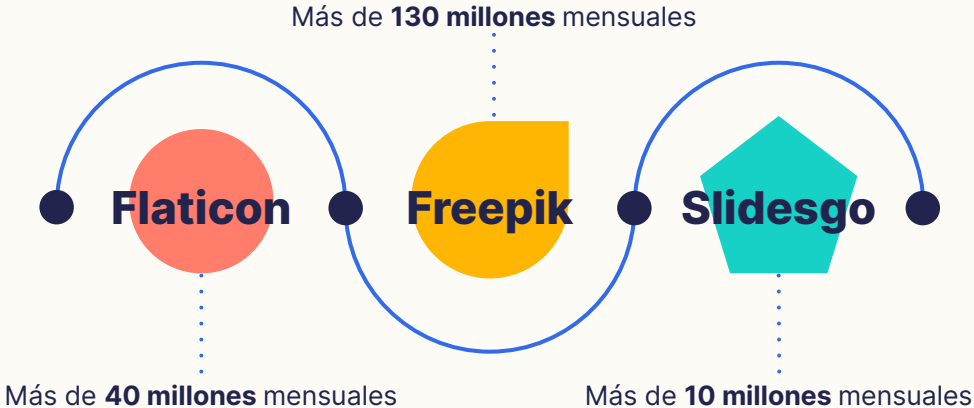 Más de 130 millones mensuales
Flaticon
Freepik
Slidesgo
Más de 40 millones mensuales
Más de 10 millones mensuales